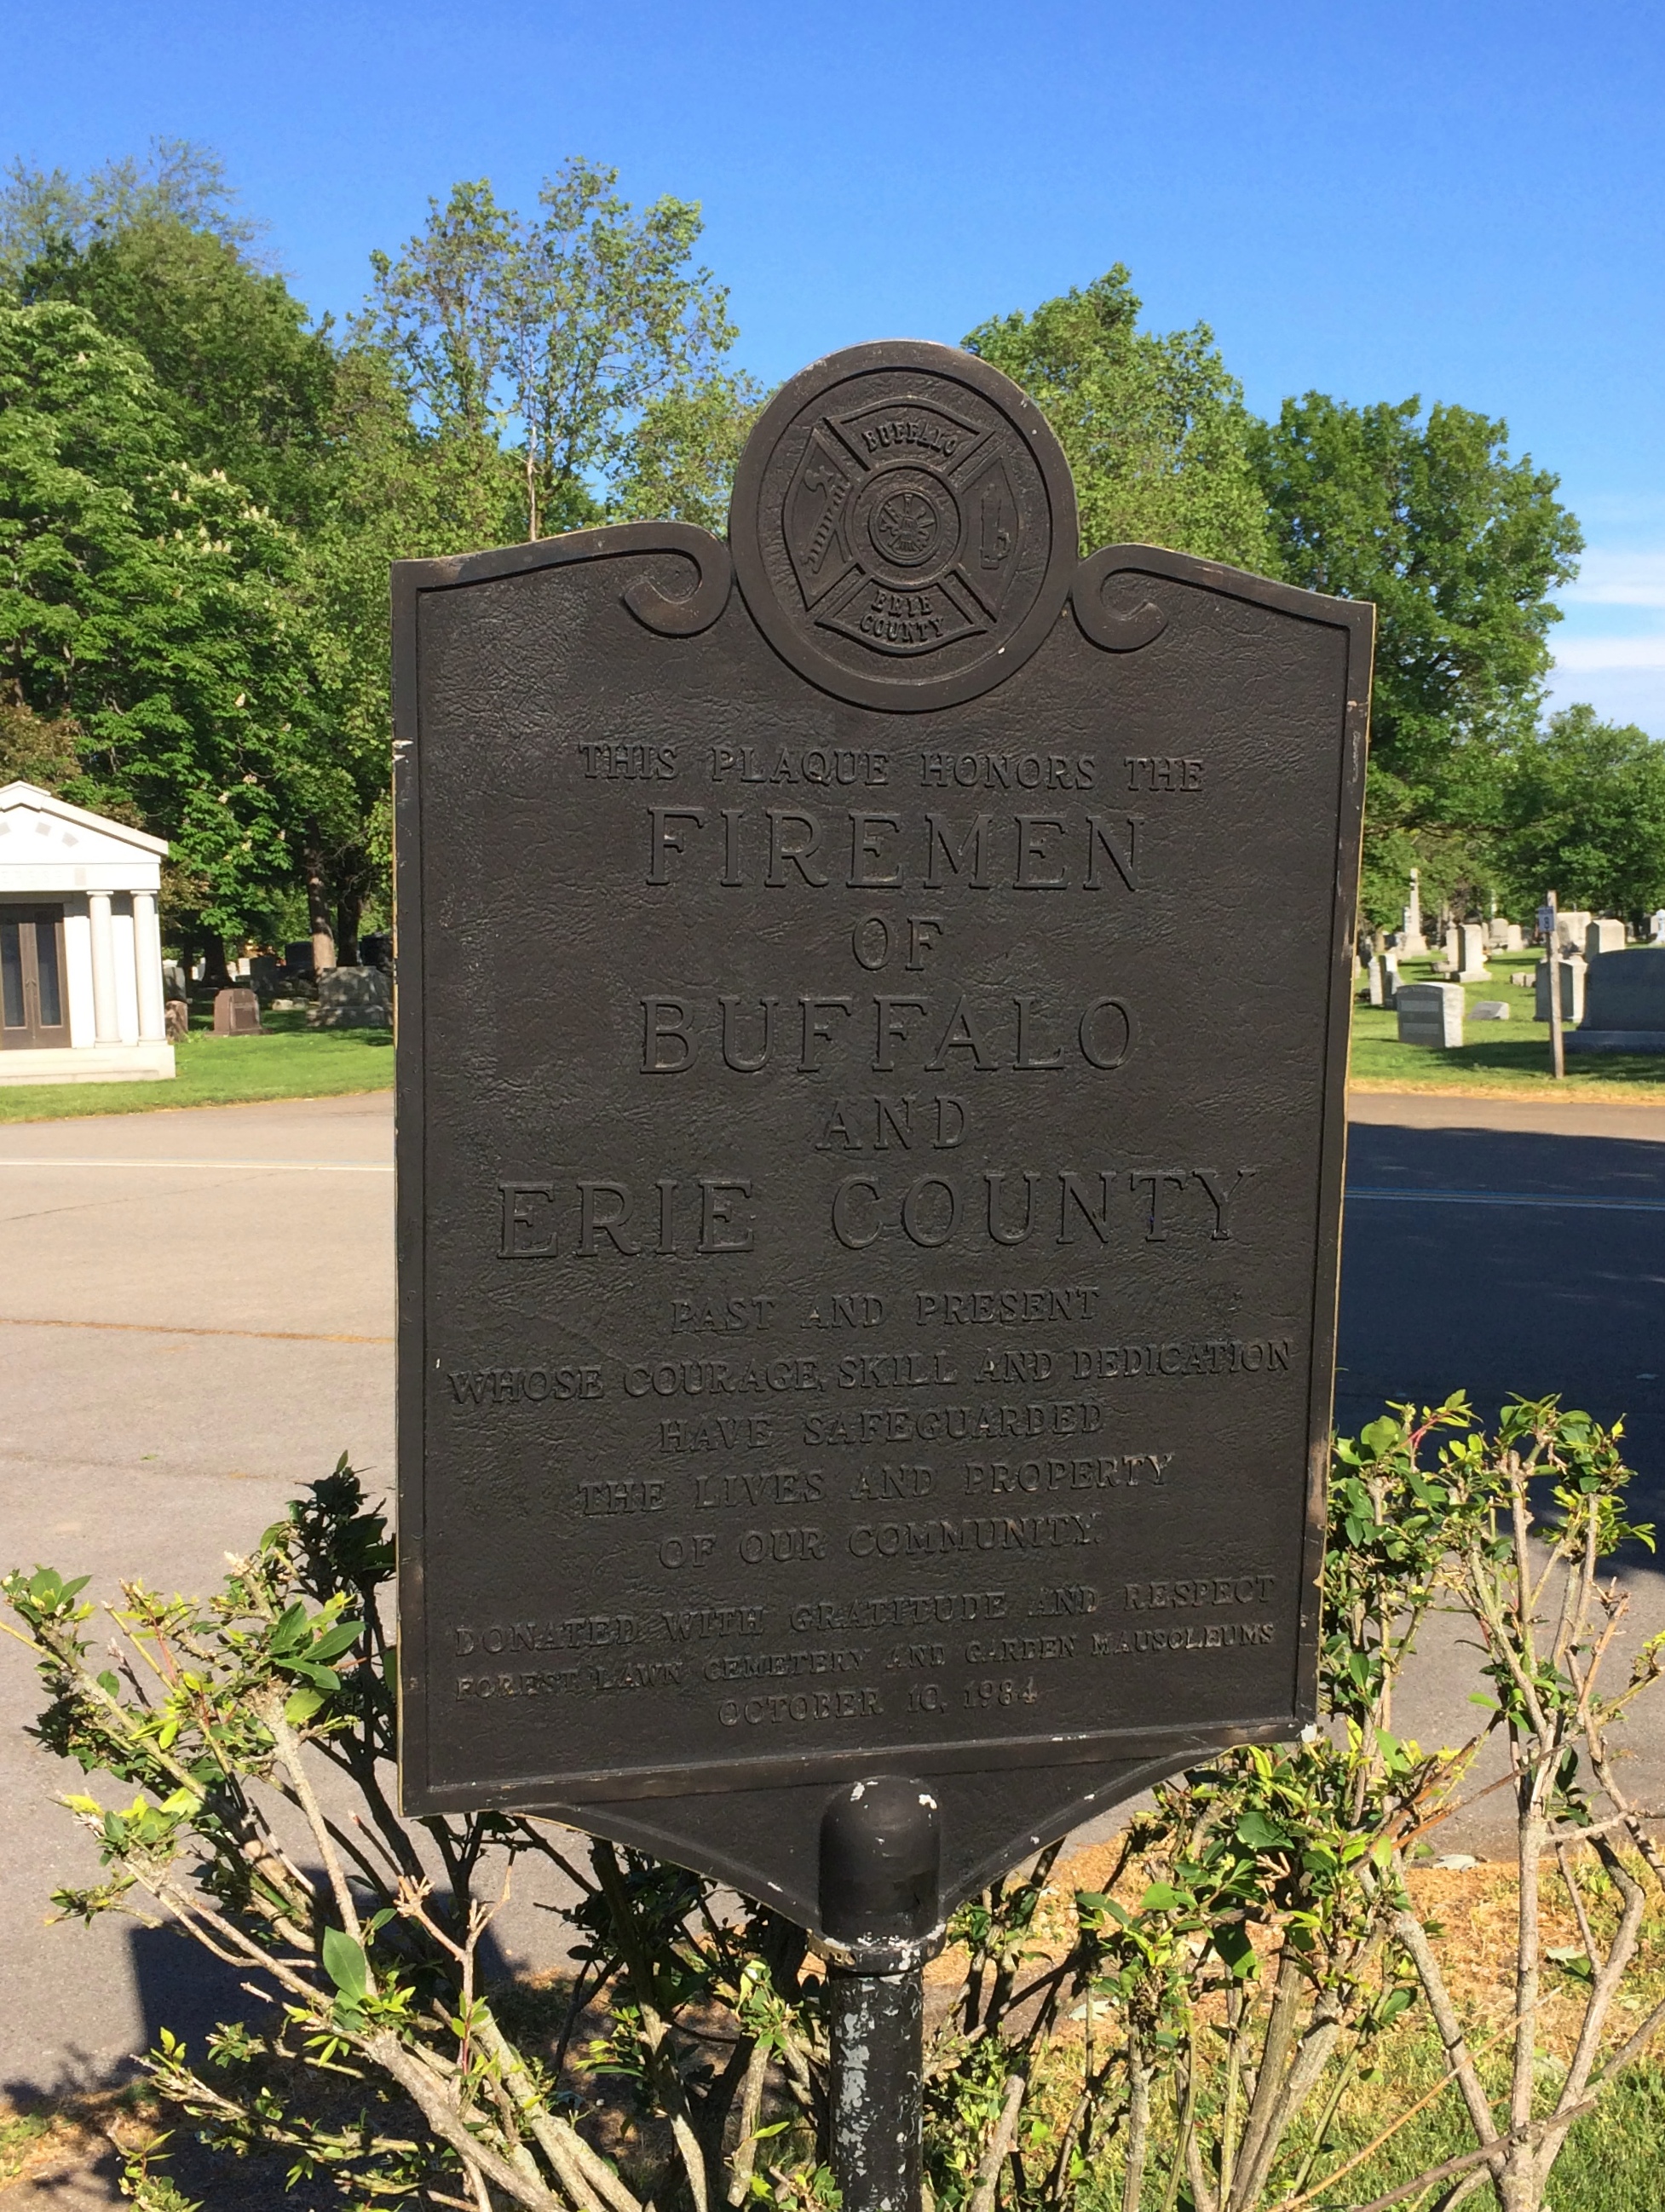 BUFFALO
ERIE
COUNTY
THIS PLAQUE HONORS THE
FIREMEN
OF
BUFFALO
AND
ERIE COUNTY
PAST AND PRESENT
WHOSE COURAGE, SKILL AND DEDICATION
HAVE SAFEGUARDED
THE LIVES AND PROPERTY
OF OUR COMMUNITY.
DONATED WITH GRATITUDE AND RESPECT
FOREST LAWN CEMETERY AND GARDEN MAUSOLEUMS
OCTOBER 10, 1984